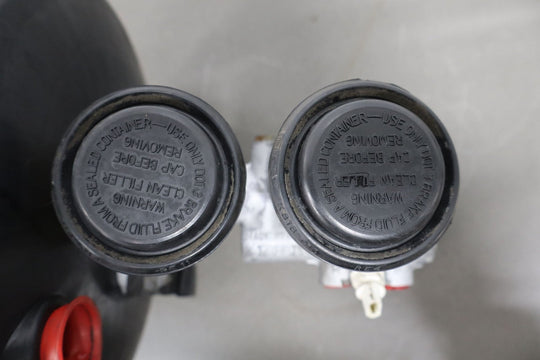 WARNING
CLEAN FILLER
CAP BEFORE
REMOVING
USE ONLY DOT 3 BRAKE FLUID FROM A SEALED CONTAINER—
WARNING
CLEAN FILLER
CAP BEFORE
REMOVING
USE ONLY DOT 3 BRAKE FLUID FROM A SEALED CONTAINER—